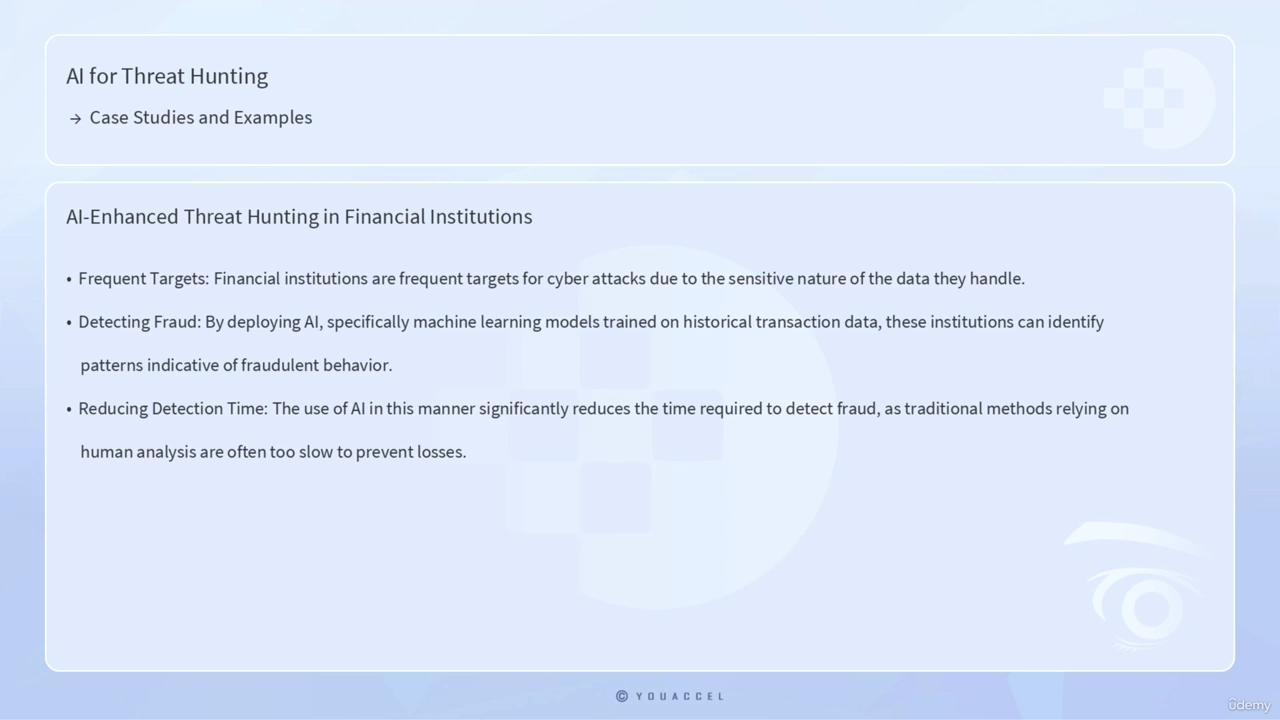 AI for Threat Hunting
→ Case Studies and Examples
AI-Enhanced Threat Hunting in Financial Institutions
• Frequent Targets: Financial institutions are frequent targets for cyber attacks due to the sensitive nature of the data they handle.
• Detecting Fraud: By deploying AI, specifically machine learning models trained on historical transaction data, these institutions can identify
patterns indicative of fraudulent behavior.
• Reducing Detection Time: The use of AI in this manner significantly reduces the time required to detect fraud, as traditional methods relying on
human analysis are often too slow to prevent losses.
© YOUACCEL
ûdemy